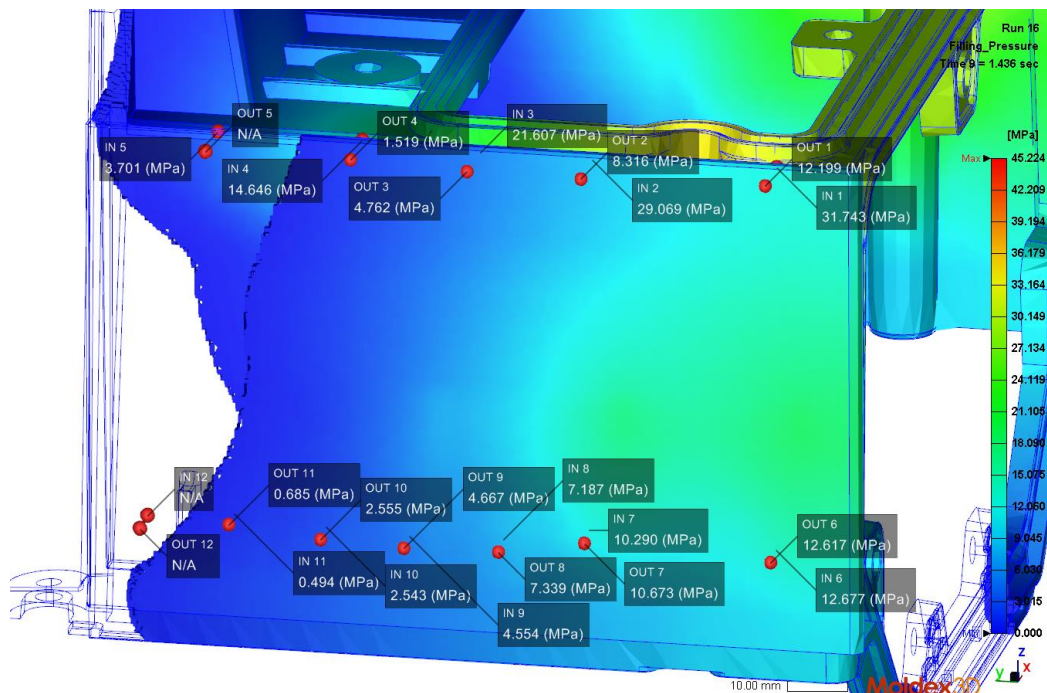 Run 16
Filling_Pressure
Time 9 = 1.436 sec
[MPa]
Max
45.224
42.209
39.194
36.179
33.164
30.149
27.134
24.119
21.105
18.090
15.075
12.060
9.045
6.030
3.015
0.000
OUT 5
N/A
IN 5
3.701 (MPa)
OUT 4
1.519 (MPa)
IN 4
14.646 (MPa)
IN 3
21.607 (MPa)
OUT 3
4.762 (MPa)
OUT 2
8.316 (MPa)
IN 2
29.069 (MPa)
OUT 1
12.199 (MPa)
IN 1
31.743 (MPa)
IN 12
N/A
OUT 12
N/A
OUT 11
0.685 (MPa)
IN 11
0.494 (MPa)
OUT 10
2.555 (MPa)
IN 10
2.543 (MPa)
OUT 9
4.667 (MPa)
IN 9
4.554 (MPa)
IN 8
7.187 (MPa)
OUT 8
7.339 (MPa)
IN 7
10.290 (MPa)
OUT 7
10.673 (MPa)
OUT 6
12.617 (MPa)
IN 6
12.677 (MPa)
10.00 mm
Moldex3D
z
y
x